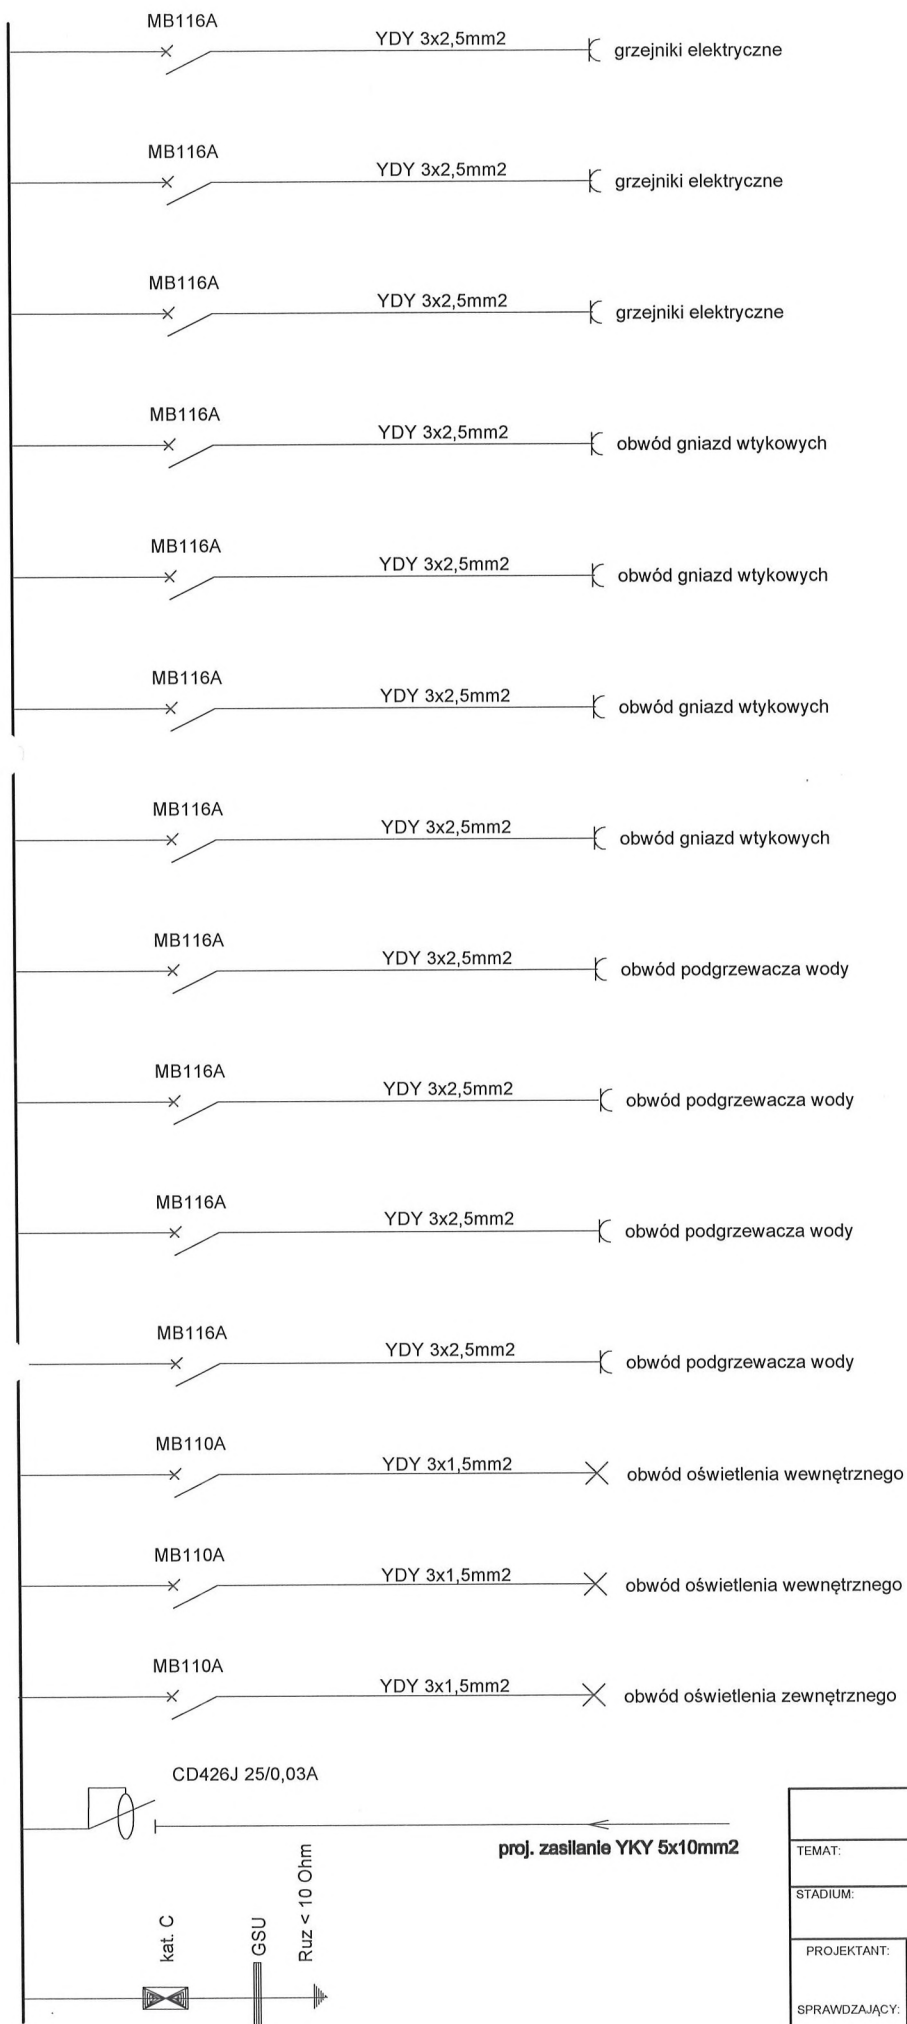 MB116A
YDY 3x2,5mm2
grzejniki elektryczne
MB116A
YDY 3x2,5mm2
grzejniki elektryczne
MB116A
YDY 3x2,5mm2
grzejniki elektryczne
MB116A
YDY 3x2,5mm2
obwód gniazd wtykowych
MB116A
YDY 3x2,5mm2
obwód gniazd wtykowych
MB116A
YDY 3x2,5mm2
obwód gniazd wtykowych
MB116A
YDY 3x2,5mm2
obwód gniazd wtykowych
MB116A
YDY 3x2,5mm2
obwód podgrzewacza wody
MB116A
YDY 3x2,5mm2
obwód podgrzewacza wody
MB116A
YDY 3x2,5mm2
obwód podgrzewacza wody
MB116A
YDY 3x2,5mm2
obwód podgrzewacza wody
MB110A
YDY 3x1,5mm2
obwód oświetlenia wewnętrznego
MB110A
YDY 3x1,5mm2
obwód oświetlenia wewnętrznego
MB110A
YDY 3x1,5mm2
obwód oświetlenia zewnętrznego
CD426J 25/0,03A
proj. zasilanie YKY 5x10mm2
kat. C
GSU
Ruz < 10 Ohm
TEMAT:
STADIUM:
PROJEKTANT:
SPRAWDZAJĄCY: